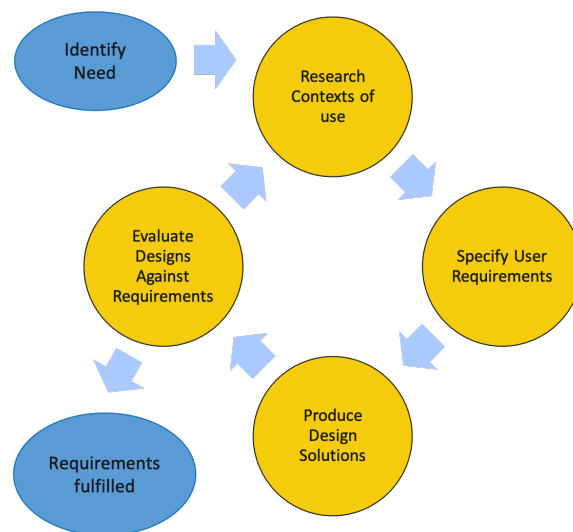 Identify
Need
Research
Contexts of
use
Evaluate
Designs
Against
Requirements
Specify User
Requirements
Produce
Design
Solutions
Requirements
fulfilled